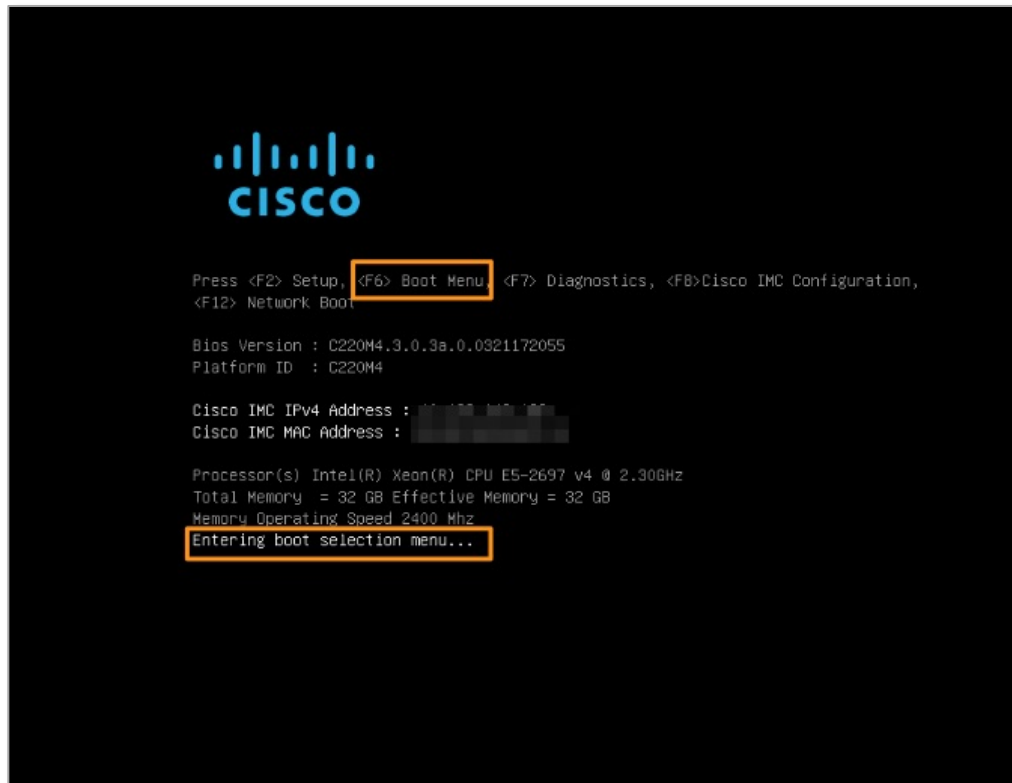 CISCO
Press <F2> Setup, <F6> Boot Menu, <F7> Diagnostics, <F8>Cisco IMC Configuration,
<F12> Network Boot
Bios Version : C220M4.3.0.3a.0.0321172055
Platform ID : C220M4
Cisco IMC IPv4 Address :
Cisco IMC MAC Address :
Processor(s) Intel(R) Xeon(R) CPU E5-2697 v4 @ 2.30GHz
Total Memory = 32 GB Effective Memory = 32 GB
Memory Operating Speed 2400 Mhz
Entering boot selection menu...